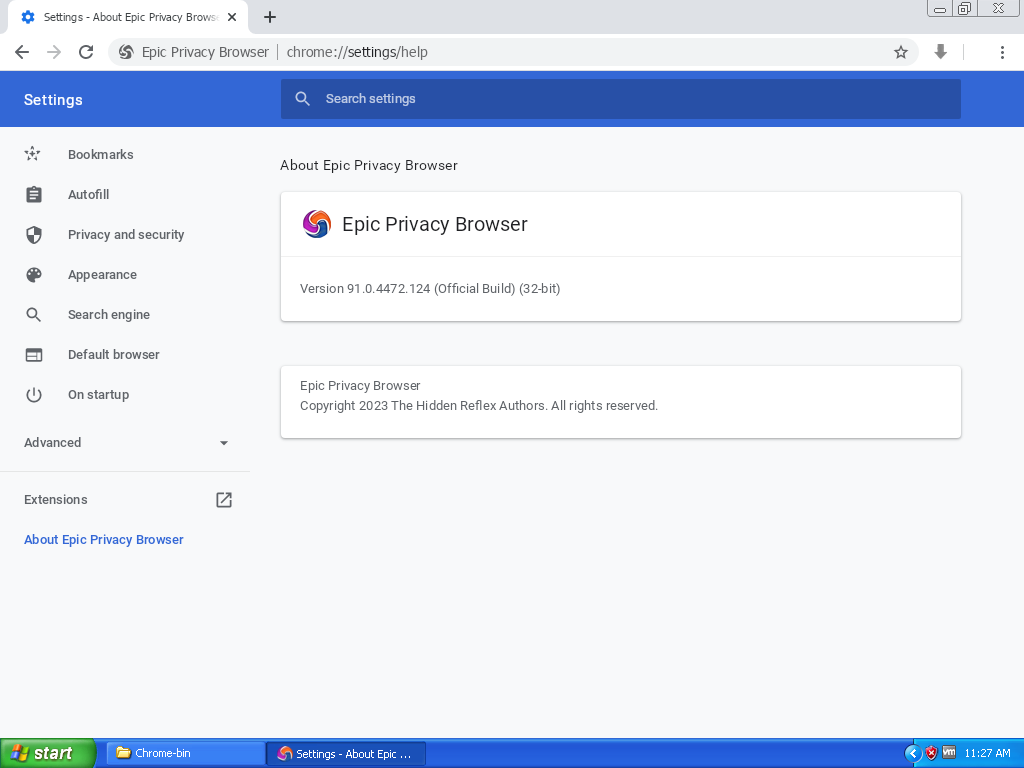 Settings - About Epic Privacy Brows
Epic Privacy Browser
chrome://settings/help
Settings
Search settings
Bookmarks
Autofill
Privacy and security
Appearance
Search engine
Default browser
On startup
Advanced
Extensions
About Epic Privacy Browser
About Epic Privacy Browser
Epic Privacy Browser
Version 91.0.4472.124 (Official Build) (32-bit)
Epic Privacy Browser
Copyright 2023 The Hidden Reflex Authors. All rights reserved.
start
Chrome-bin
Settings - About Epic ...
vm
11:27 AM